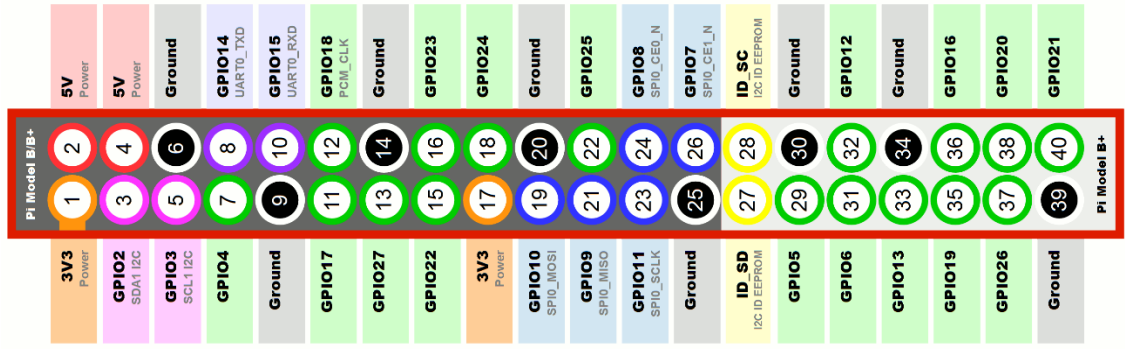 5V
Power
5V
Power
Ground
GPIO14
UART0_TXD
GPIO15
UART0_RXD
GPIO18
PCM_CLK
Ground
GPIO23
GPIO24
Ground
GPIO25
GPIO8
SPI0_CE0_N
GPIO7
SPI0_CE1_N
ID_SC
I2C ID EEPROM
Ground
GPIO12
Ground
GPIO16
GPIO20
GPIO21
Pi Model B/B+
2 4 6 8 10 12 14 16 18 20 22 24 26 28 30 32 34 36 38 40
1 3 5 7 9 11 13 15 17 19 21 23 25 27 29 31 33 35 37 39
Pi Model B+
3V3
Power
GPIO2
SDA1 I2C
GPIO3
SCL1 I2C
GPIO4
Ground
GPIO17
GPIO27
GPIO22
3V3
Power
GPIO10
SPI0_MOSI
GPIO9
SPI0_MISO
GPIO11
SPI0_SCLK
Ground
ID_SD
I2C ID EEPROM
GPIO5
GPIO6
GPIO13
GPIO19
GPIO26
Ground